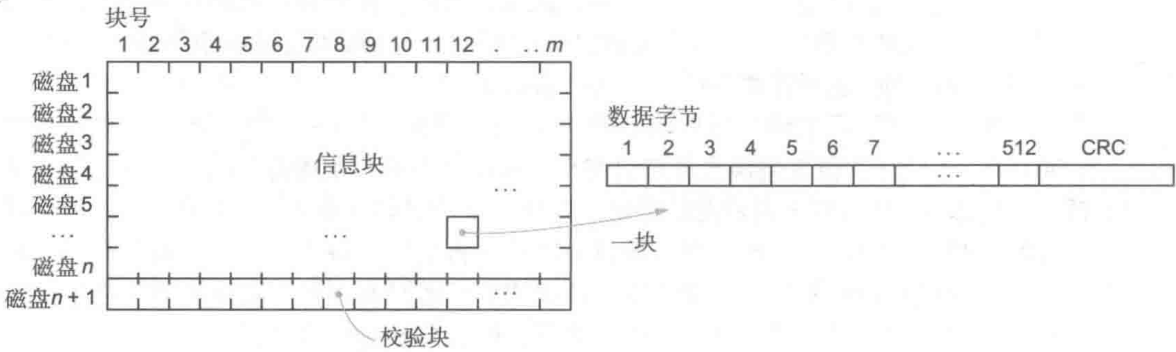 块号
1 2 3 4 5 6 7 8 9 10 11 12 . .. m
磁盘1
磁盘2
磁盘3
磁盘4
磁盘5
...
磁盘n
磁盘n+1
信息块
...
...
...
校验块
数据字节
1 2 3 4 5 6 7 ... 512 CRC
...
一块